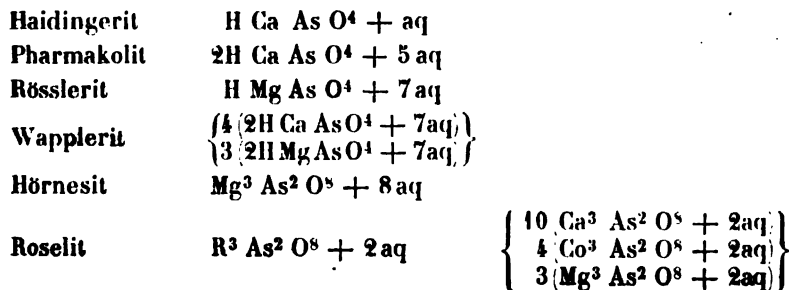 Haidingerit H Ca As O⁴ + aq
Pharmakolit 2H Ca As O⁴ + 5 aq
Rösslerit H Mg As O⁴ + 7 aq
Wapplerit {4 (2H Ca As O⁴ + 7aq)}
{3 (2H Mg As O⁴ + 7aq)}
Hörnesit Mg³ As² O⁸ + 8 aq
Roselit R³ As² O⁸ + 2 aq { 10 (Ca³ As² O⁸ + 2aq)
4 (Co³ As² O⁸ + 2aq)
3 (Mg³ As² O⁸ + 2aq) }